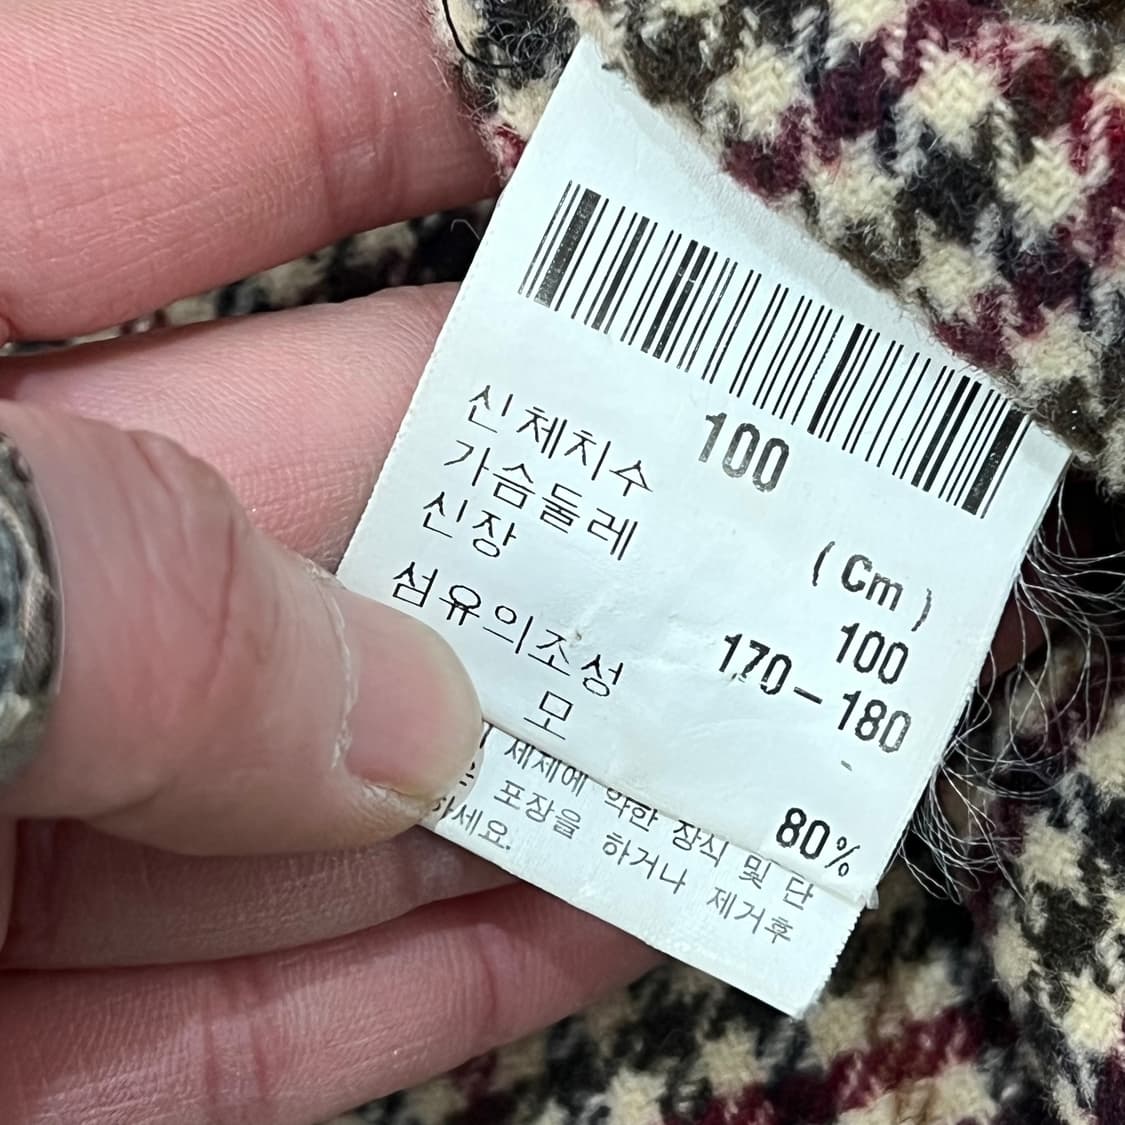 신체치수 100
가슴둘레 (Cm)
신장 100
섬유의조성 170-180
모 80%
세제에 약한 장식 및 단
포장을 하거나 제거후
하세요.